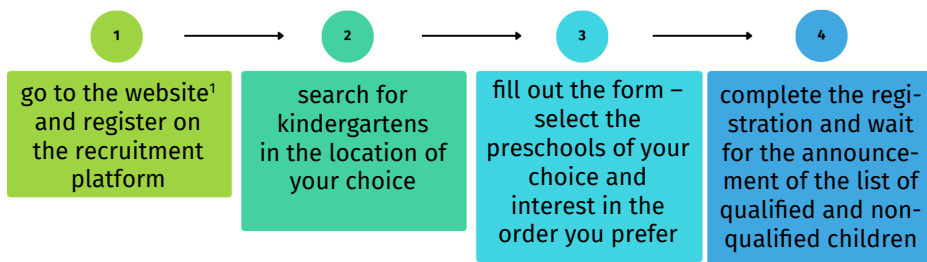 1
go to the website¹
and register on
the recruitment
platform
2
search for
kindergartens
in the location of
your choice
3
fill out the form –
select the
preschools of your
choice and
interest in the
order you prefer
4
complete the regi-
stration and wait
for the announce-
ment of the list of
qualified and non-
qualified children